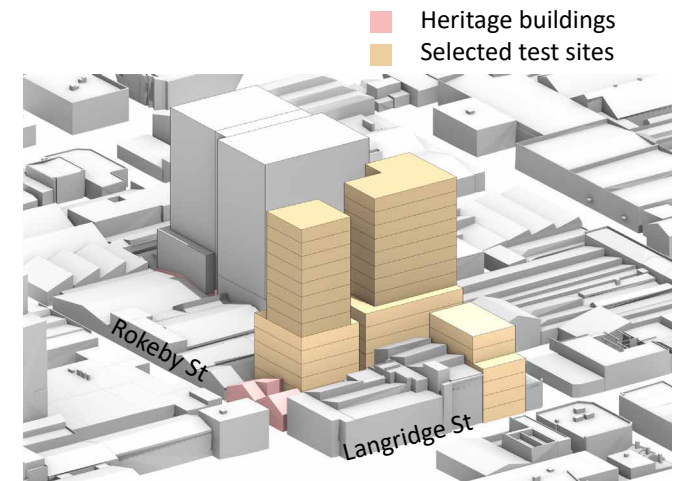 Heritage buildings
Selected test sites
Rokeby St
Langridge St